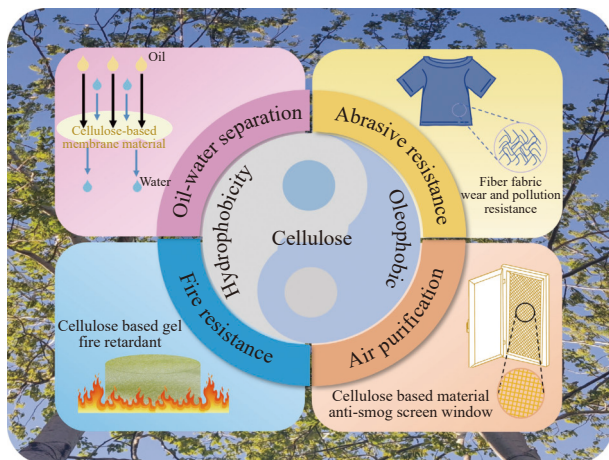 Oil
Cellulose-based
membrane material
Water
Oil-water separation
Abrasive resistance
Fiber fabric
wear and pollution
resistance
Hydrophobicity
Cellulose
Oleophobic
Fire resistance
Air purification
Cellulose based gel
fire retardant
Cellulose based material
anti-smog screen window